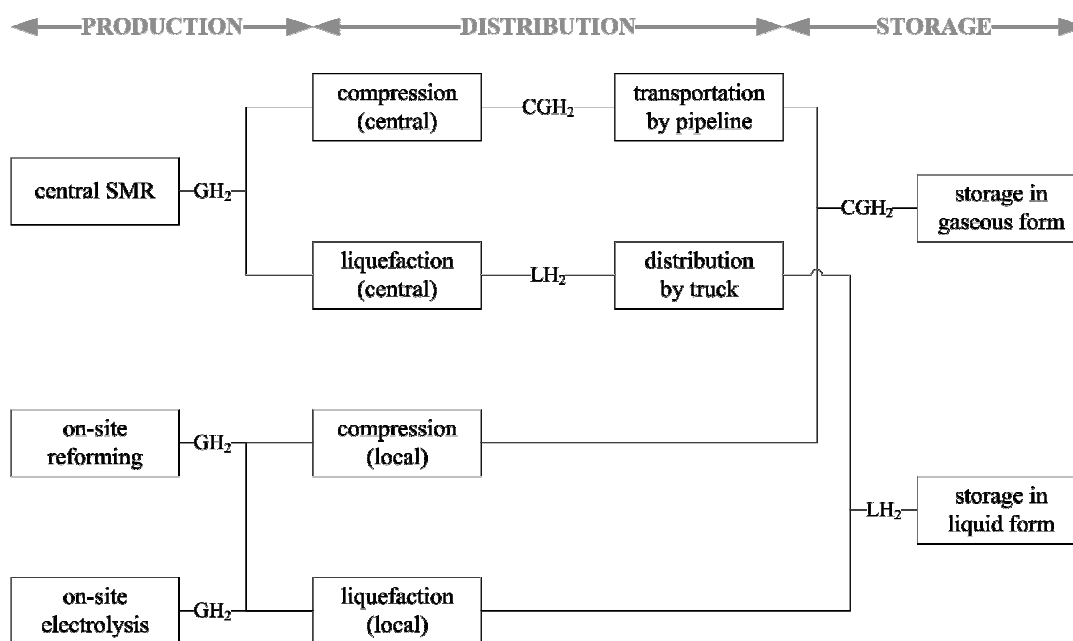 PRODUCTION
DISTRIBUTION
STORAGE
compression
(central)
CGH₂
transportation
by pipeline
central SMR
GH₂
CGH₂
storage in
gaseous form
liquefaction
(central)
LH₂
distribution
by truck
on-site
reforming
GH₂
compression
(local)
LH₂
storage in
liquid form
on-site
electrolysis
GH₂
liquefaction
(local)